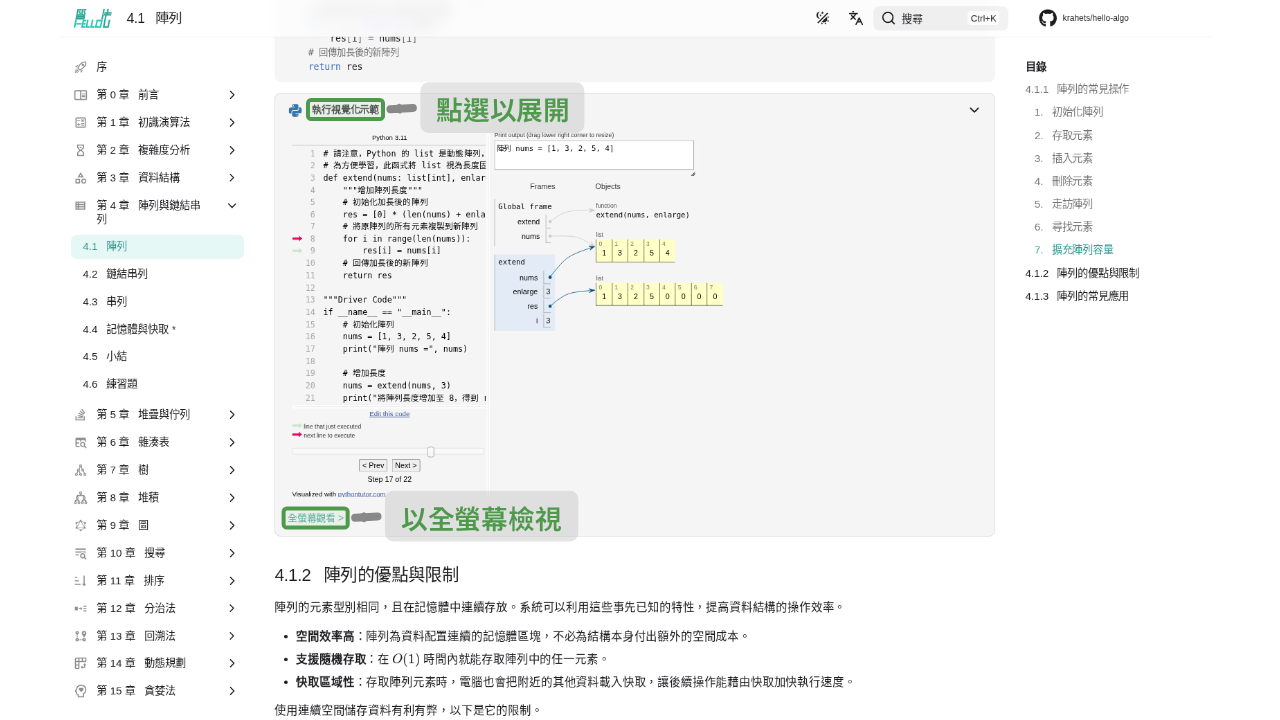 HELLO算法
4.1 陣列
搜尋
Ctrl+K
krahets/hello-algo
序
第 0 章 前言
第 1 章 初識演算法
第 2 章 複雜度分析
第 3 章 資料結構
第 4 章 陣列與鏈結串
列
4.1 陣列
4.2 鏈結串列
4.3 串列
4.4 記憶體與快取 *
4.5 小結
4.6 練習題
第 5 章 堆疊與佇列
第 6 章 雜湊表
第 7 章 樹
第 8 章 堆積
第 9 章 圖
第 10 章 搜尋
第 11 章 排序
第 12 章 分治法
第 13 章 回溯法
第 14 章 動態規劃
第 15 章 貪婪法
res[i] = nums[i]
# 回傳加長後的新陣列
return res
執行視覺化示範
點選以展開
Python 3.11
1 # 請注意，Python 的 list 是動態陣列，
2 # 為方便學習，此函式將 list 視為長度固
3 def extend(nums: list[int], enlar
4 """增加陣列長度"""
5 # 初始化加長後的陣列
6 res = [0] * (len(nums) + enla
7 # 將原陣列的所有元素複製到新陣列
8 for i in range(len(nums)):
9 res[i] = nums[i]
10 # 回傳加長後的新陣列
11 return res
12
13 """Driver Code"""
14 if __name__ == "__main__":
15 # 初始化陣列
16 nums = [1, 3, 2, 5, 4]
17 print("陣列 nums =", nums)
18
19 # 增加長度
20 nums = extend(nums, 3)
21 print("將陣列長度增加至 8，得到 n
Edit this code
line that just executed
next line to execute
< Prev
Next >
Step 17 of 22
Visualized with pythontutor.com
全螢幕觀看 >
以全螢幕檢視
Print output (drag lower right corner to resize)
陣列 nums = [1, 3, 2, 5, 4]
Frames
Objects
Global frame
extend
nums
function
extend(nums, enlarge)
list
0 1 2 3 4
1 3 2 5 4
extend
nums
enlarge 3
res
i 3
list
0 1 2 3 4 5 6 7
1 3 2 5 0 0 0 0
4.1.2 陣列的優點與限制
陣列的元素型別相同，且在記憶體中連續存放。系統可以利用這些事先已知的特性，提高資料結構的操作效率。
• 空間效率高：陣列為資料配置連續的記憶體區塊，不必為結構本身付出額外的空間成本。
• 支援隨機存取：在 O(1) 時間內就能存取陣列中的任一元素。
• 快取區域性：存取陣列元素時，電腦也會把附近的其他資料載入快取，讓後續操作能藉由快取加快執行速度。
使用連續空間儲存資料有利有弊，以下是它的限制。
目錄
4.1.1 陣列的常見操作
1. 初始化陣列
2. 存取元素
3. 插入元素
4. 刪除元素
5. 走訪陣列
6. 尋找元素
7. 擴充陣列容量
4.1.2 陣列的優點與限制
4.1.3 陣列的常見應用